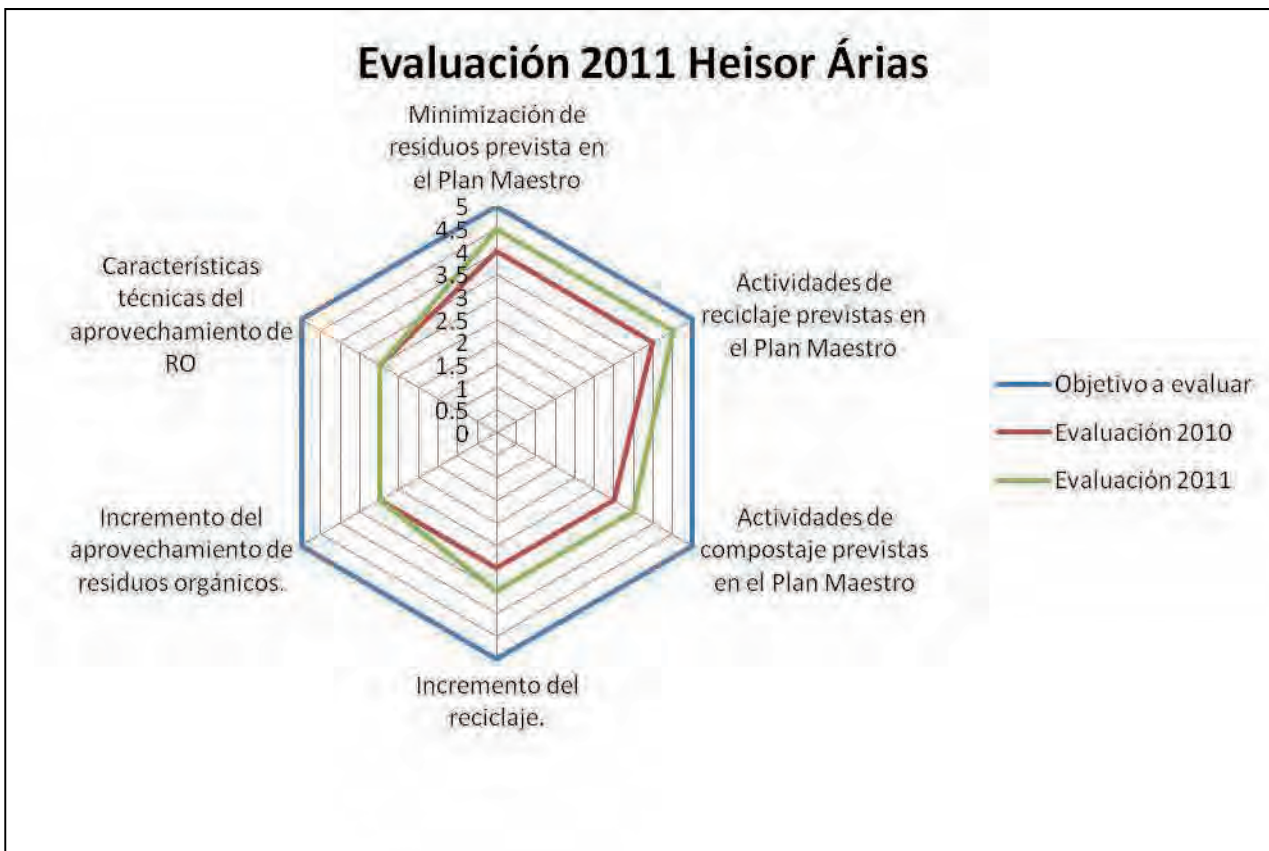 Evaluación 2011 Heisor Árias
Minimización de
residuos prevista en
el Plan Maestro
5
4.5
4
3.5
3
2.5
2
1.5
1
0.5
0
Actividades de
reciclaje previstas en
el Plan Maestro
Actividades de
compostaje previstas
en el Plan Maestro
Incremento del
reciclaje.
Incremento del
aprovechamiento de
residuos orgánicos.
Características
técnicas del
aprovechamiento de
RO
Objetivo a evaluar
Evaluación 2010
Evaluación 2011